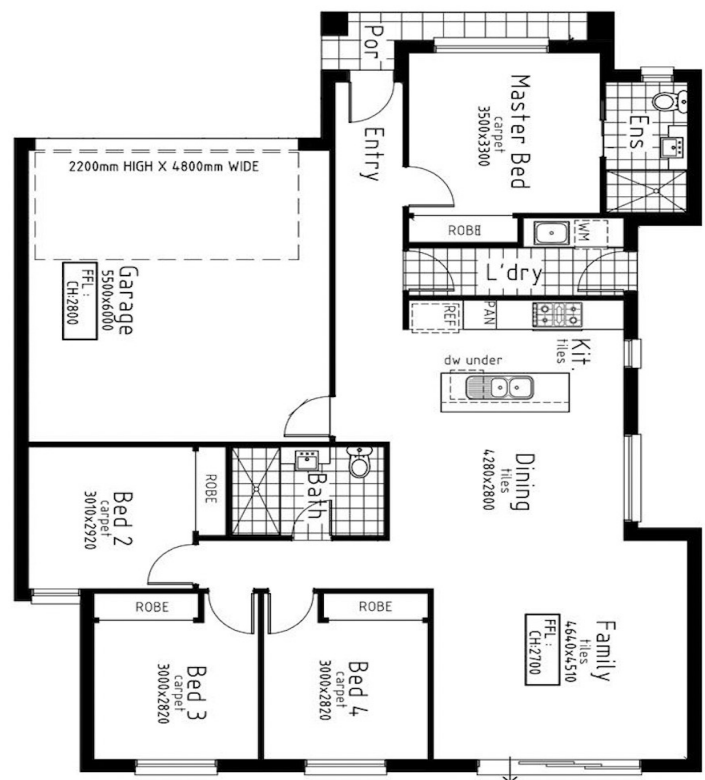 Por
Entry
Master Bed
carpet
3500x3300
Ens
2200mm HIGH X 4800mm WIDE
Garage
5500x6000
FFL :
CH:2800
ROBE
WM
L'dry
REF
PAN
Kit.
tiles
dw under
Dining
tiles
4280x2800
Bed 2
carpet
3010x2920
ROBE
Bath
ROBE
ROBE
Bed 3
carpet
3000x2820
Bed 4
carpet
3000x2820
Family
tiles
4640x4510
FFL :
CH:2700